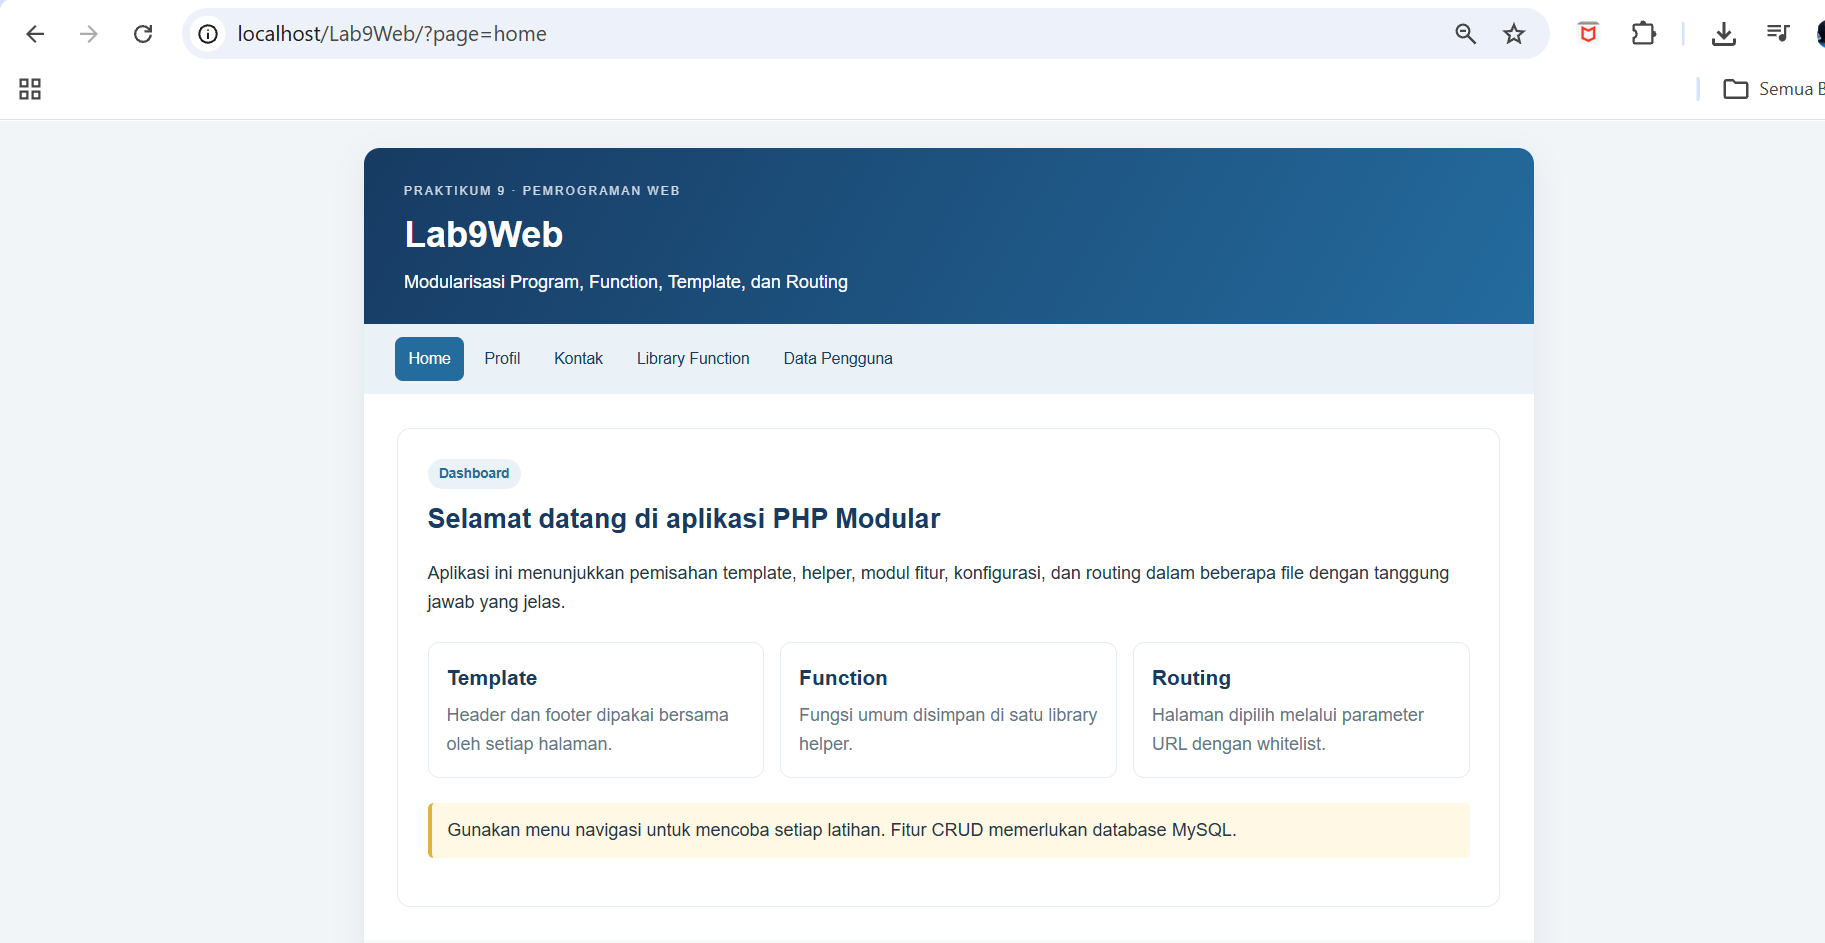 localhost/Lab9Web/?page=home
Semua B
PRAKTIKUM 9 · PEMROGRAMAN WEB
Lab9Web
Modularisasi Program, Function, Template, dan Routing
Home Profil Kontak Library Function Data Pengguna
Dashboard
Selamat datang di aplikasi PHP Modular
Aplikasi ini menunjukkan pemisahan template, helper, modul fitur, konfigurasi, dan routing dalam beberapa file dengan tanggung
jawab yang jelas.
Template
Header dan footer dipakai bersama
oleh setiap halaman.
Function
Fungsi umum disimpan di satu library
helper.
Routing
Halaman dipilih melalui parameter
URL dengan whitelist.
Gunakan menu navigasi untuk mencoba setiap latihan. Fitur CRUD memerlukan database MySQL.